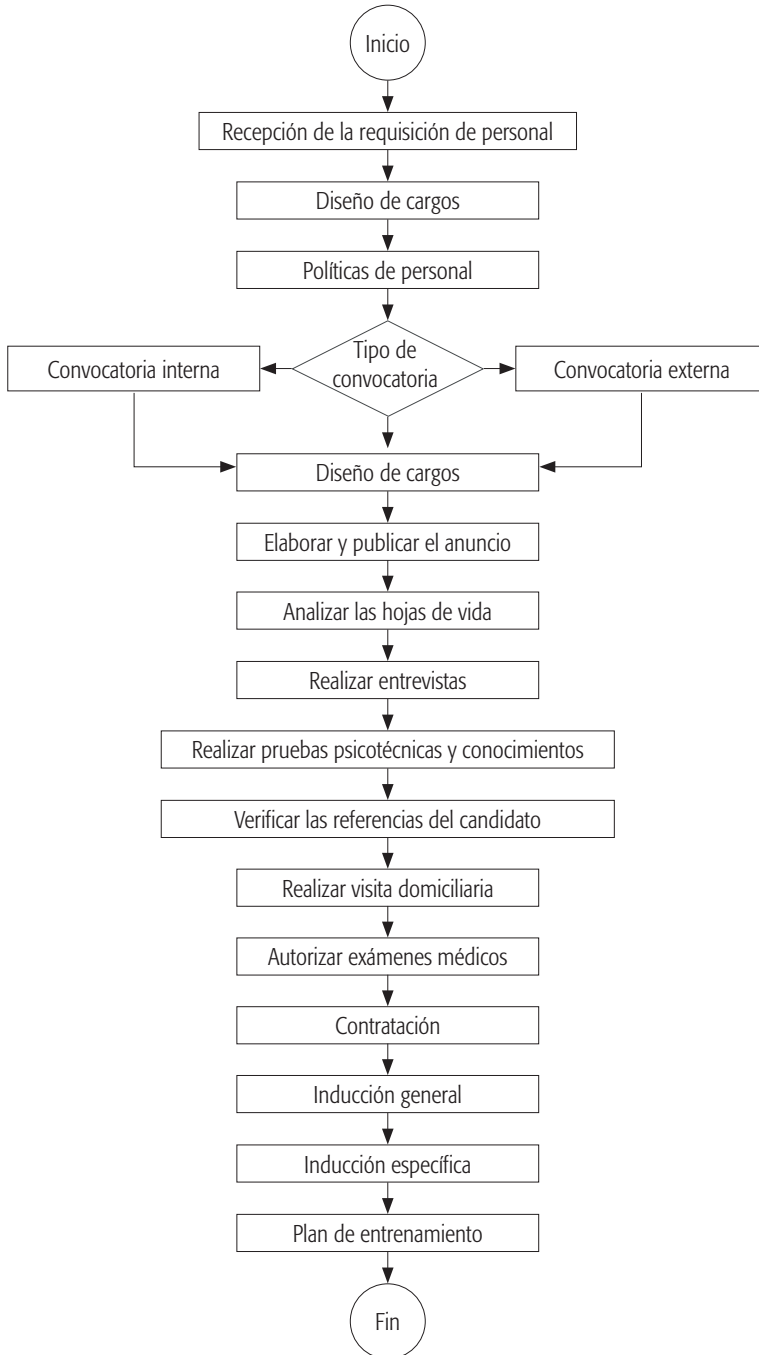 Inicio
Recepción de la requisición de personal
Diseño de cargos
Políticas de personal
Tipo de
convocatoria
Convocatoria interna
Convocatoria externa
Diseño de cargos
Elaborar y publicar el anuncio
Analizar las hojas de vida
Realizar entrevistas
Realizar pruebas psicotécnicas y conocimientos
Verificar las referencias del candidato
Realizar visita domiciliaria
Autorizar exámenes médicos
Contratación
Inducción general
Inducción específica
Plan de entrenamiento
Fin